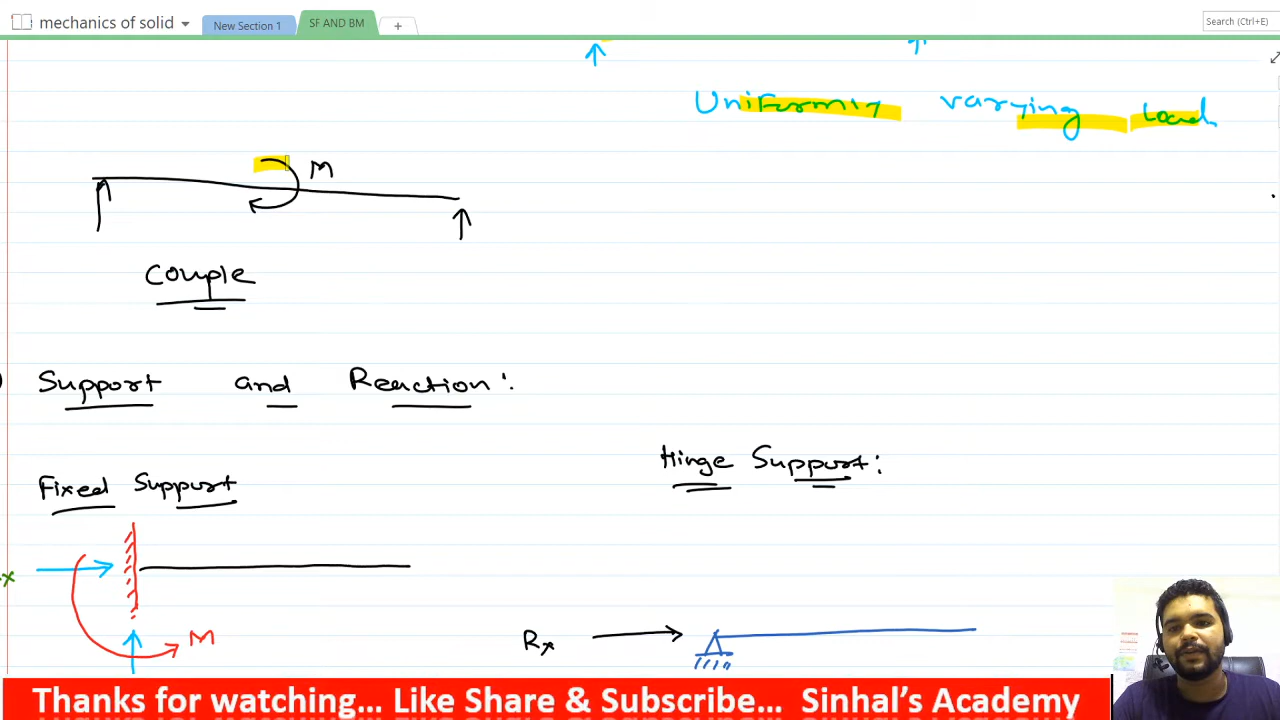 mechanics of solid
New Section 1
SF AND BM
+
Search (Ctrl+E)
Uniformly varying Load
M
Couple
Support and Reaction:
Hinge Support:
Fixed Support
x
M
Rx
Thanks for watching... Like Share & Subscribe... Sinhal's Academy